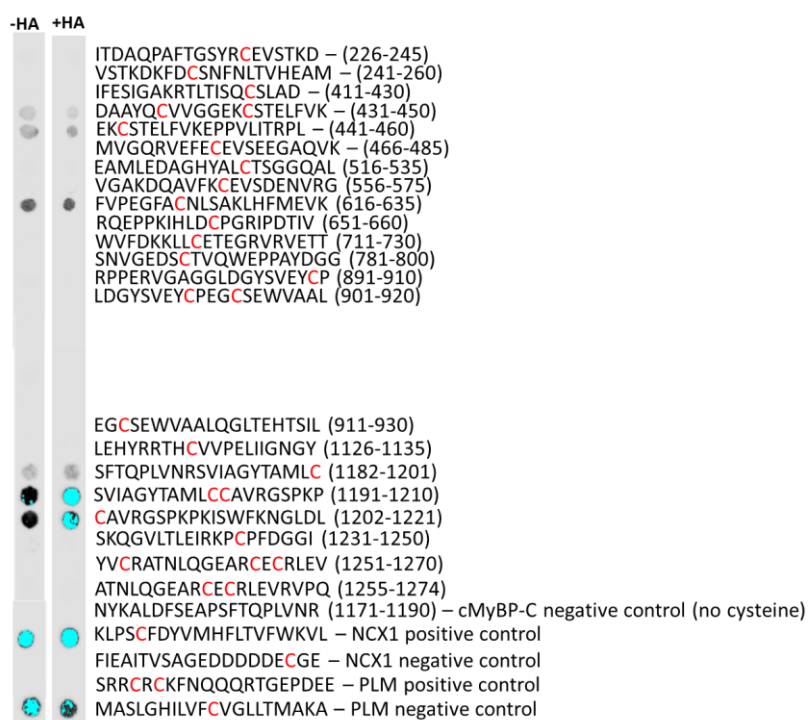 -HA +HA
ITDAQPAFTGSYRCEVSTKD – (226-245)
VSTKDKFDCSNFNLTVHEAM – (241-260)
IFESIGAKRTLTISQCSLAD – (411-430)
DAAYQCVVGGEKCSTELFVK – (431-450)
EKCSTELFVKEPPVLITRPL – (441-460)
MVGQRVEFECEVSEEGAQVK – (466-485)
EAMLEDAGHYALCTSGGQAL (516-535)
VGAKDQAVFKCEVSDENVRG (556-575)
FVPEGFACNLSAKLHFMEVK (616-635)
RQEPPKIHLDCPGRIPDTIV (651-660)
WVFDKKLLCETEGRVRVETT (711-730)
SNVGEDSCTVQWEPPAYDGG (781-800)
RPPERVGAGGLDGYSVEYCP (891-910)
LDGYSVEYCPEGCSEWVAAL (901-920)
EGCSEWVAALQGLTEHTSIL (911-930)
LEHYRRTHCVVPELIIGNGY (1126-1135)
SFTQPLVNRSVIAGYTAMLC (1182-1201)
SVIAGYTAMLCCAVRGSPKP (1191-1210)
CAVRGSPKPKISWFKNGLDL (1202-1221)
SKQGVLTLEIRKPCPFDGGI (1231-1250)
YVCRATNLQGEARCECRLEV (1251-1270)
ATNLQGEARCECRLEVRVPQ (1255-1274)
NYKALDFSEAPSFTQPLVNR (1171-1190) – cMyBP-C negative control (no cysteine)
KLPSCFDYVMHFLTVFWKVL – NCX1 positive control
FIEAITVSAGEDDDDDECGE – NCX1 negative control
SRRCRCKFNQQQRTGEPDEE – PLM positive control
MASLGHILVFCVGLLTMAKA – PLM negative control